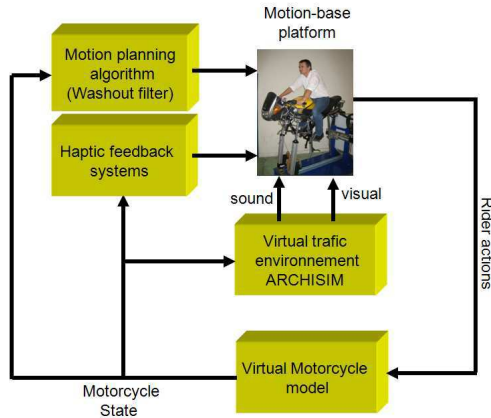 Motion-base
platform
Motion planning
algorithm
(Washout filter)
Haptic feedback
systems
sound
visual
Virtual trafic
environnement
ARCHISIM
Rider actions
Virtual Motorcycle
model
Motorcycle
State